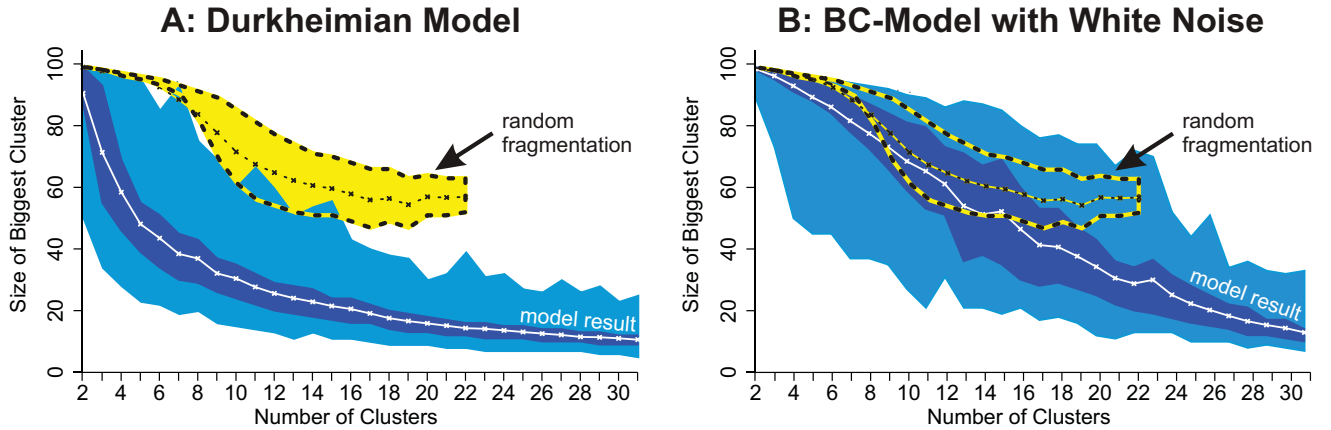 A: Durkheimian Model
Size of Biggest Cluster
100
80
60
40
20
0
random
fragmentation
model result
2 4 6 8 10 12 14 16 18 20 22 24 26 28 30
Number of Clusters
B: BC-Model with White Noise
Size of Biggest Cluster
100
80
60
40
20
0
random
fragmentation
model result
2 4 6 8 10 12 14 16 18 20 22 24 26 28 30
Number of Clusters